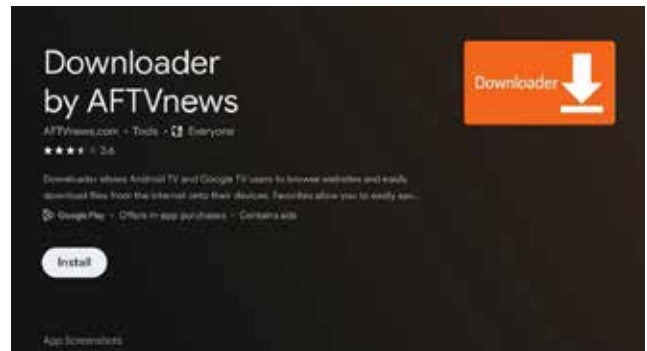 Downloader
by AFTVnews
Downloader
AFTVnews.com • Tools • Everyone
3.6
Downloader allows Android TV and Google TV users to browse websites and easily
download files from the internet onto their devices. Favorites allow you to easily sav...
Google Play • Offers in-app purchases • Contains ads
Install
App Screenshots